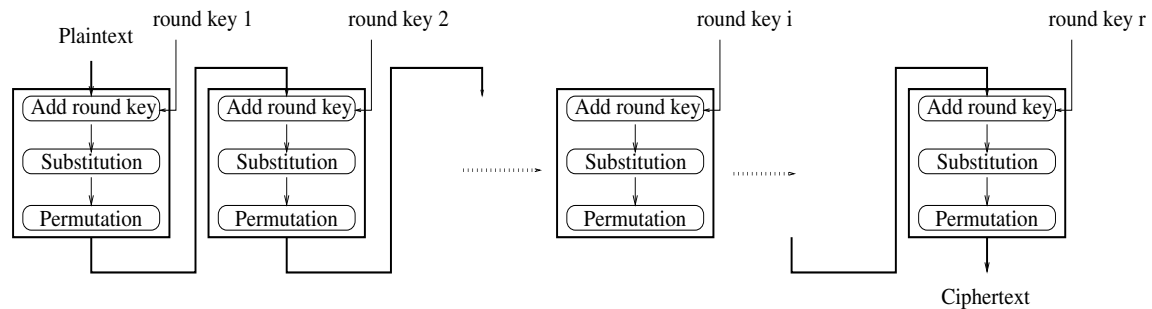 round key 1
round key 2
round key i
round key r
Plaintext
Add round key
Add round key
Add round key
Add round key
Substitution
Substitution
Substitution
Substitution
Permutation
Permutation
Permutation
Permutation
Ciphertext